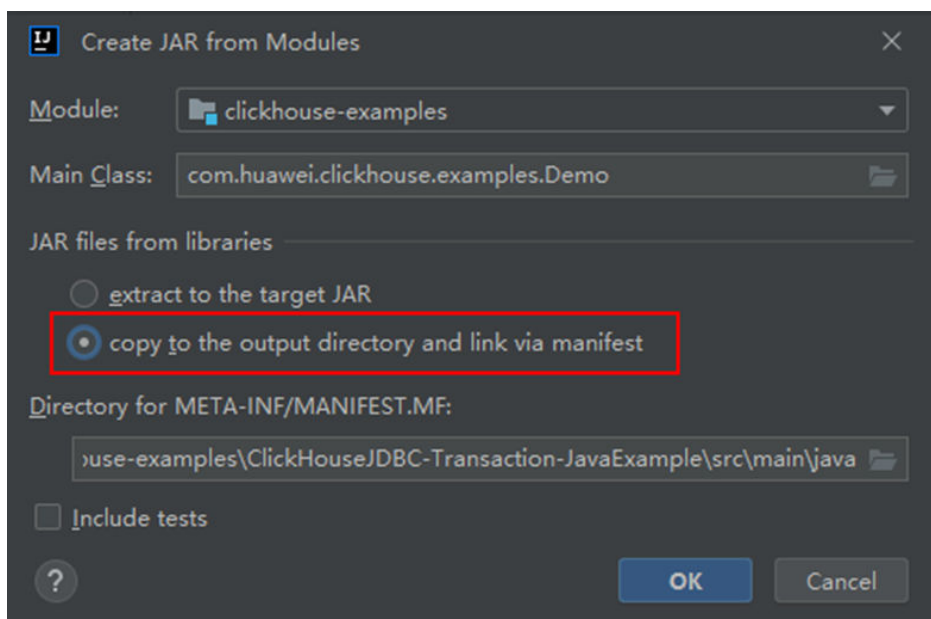 IJ Create JAR from Modules
Module: clickhouse-examples
Main Class: com.huawei.clickhouse.examples.Demo
JAR files from libraries
extract to the target JAR
copy to the output directory and link via manifest
Directory for META-INF/MANIFEST.MF:
use-examples\ClickHouseJDBC-Transaction-JavaExample\src\main\java
Include tests
? OK Cancel